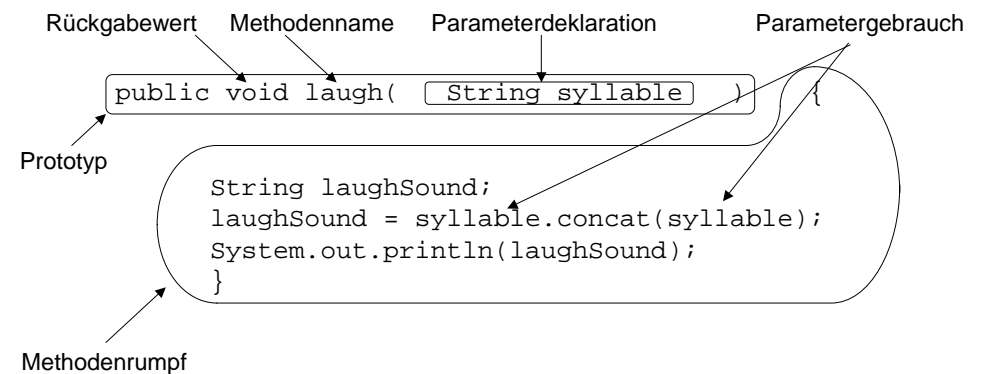 Rückgabewert Methodenname Parameterdeklaration Parametergebrauch
public void laugh( String syllable ) {
Prototyp
String laughSound;
laughSound = syllable.concat(syllable);
System.out.println(laughSound);
}
Methodenrumpf